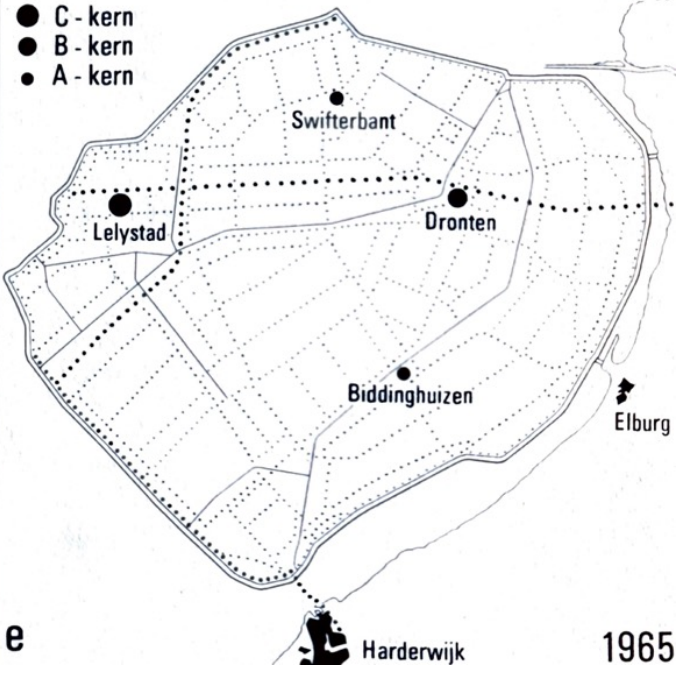 C - kern
B - kern
A - kern
Swifterbant
Lelystad
Dronten
Biddinghuizen
Elburg
e
Harderwijk
1965